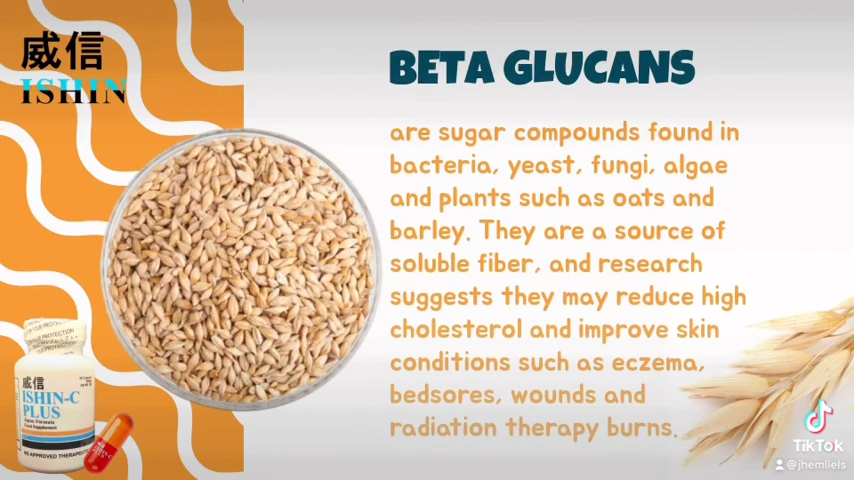 威信
ISHIN
BETA GLUCANS
are sugar compounds found in
bacteria, yeast, fungi, algae
and plants such as oats and
barley. They are a source of
soluble fiber, and research
suggests they may reduce high
cholesterol and improve skin
conditions such as eczema,
bedsores, wounds and
radiation therapy burns.
威信
ISHIN-C
PLUS
Food Supplement
NO APPROVED THERAPEUTIC
TikTok
@jhemliels